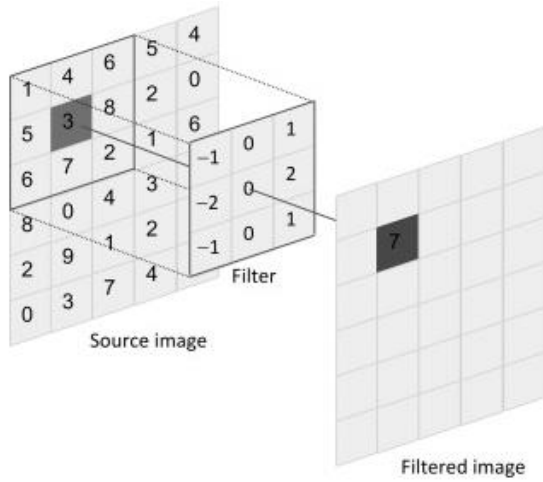 1 4 6 5 4
5 3 8 2 0
6 7 2 1 6
8 0 4 3
2 9 1 2
0 3 7 4
−1 0 1
−2 0 2
−1 0 1
7
Filter
Source image
Filtered image